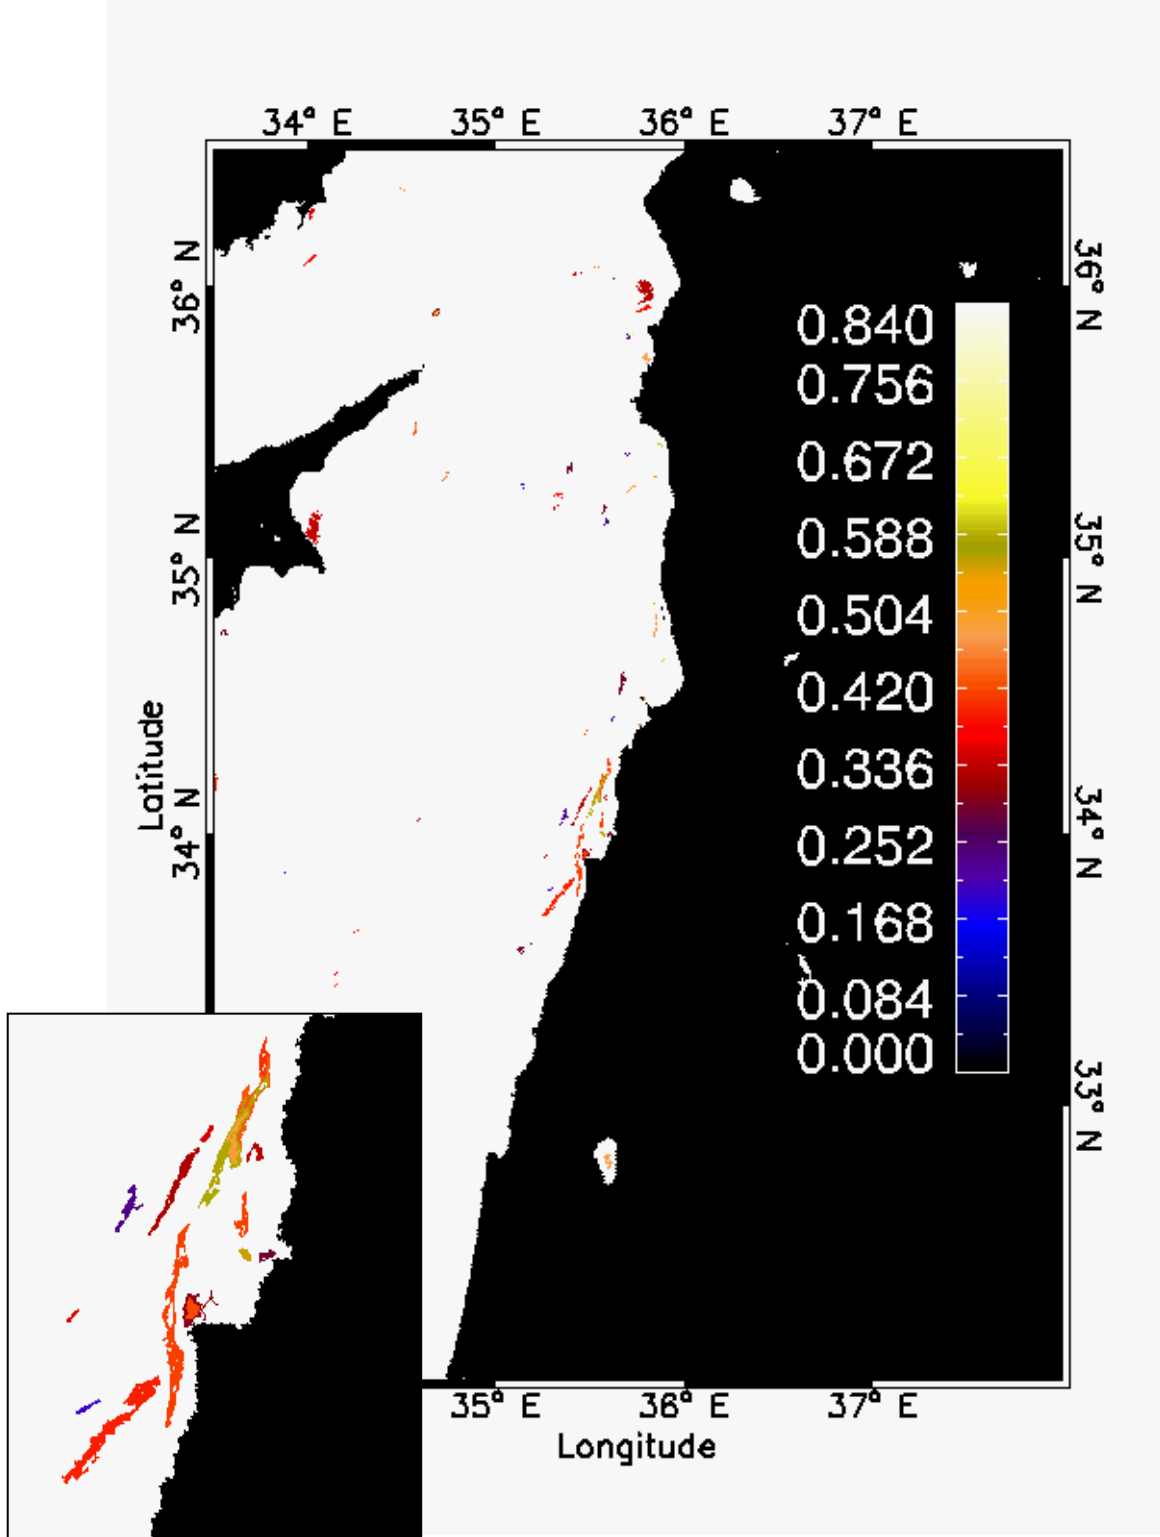 34° E 35° E 36° E 37° E
36° N
36° N
0.840
0.756
0.672
0.588
35° N
35° N
0.504
0.420
Latitude
0.336
34° N
34° N
0.252
0.168
0.084
0.000
33° N
35° E 36° E 37° E
Longitude